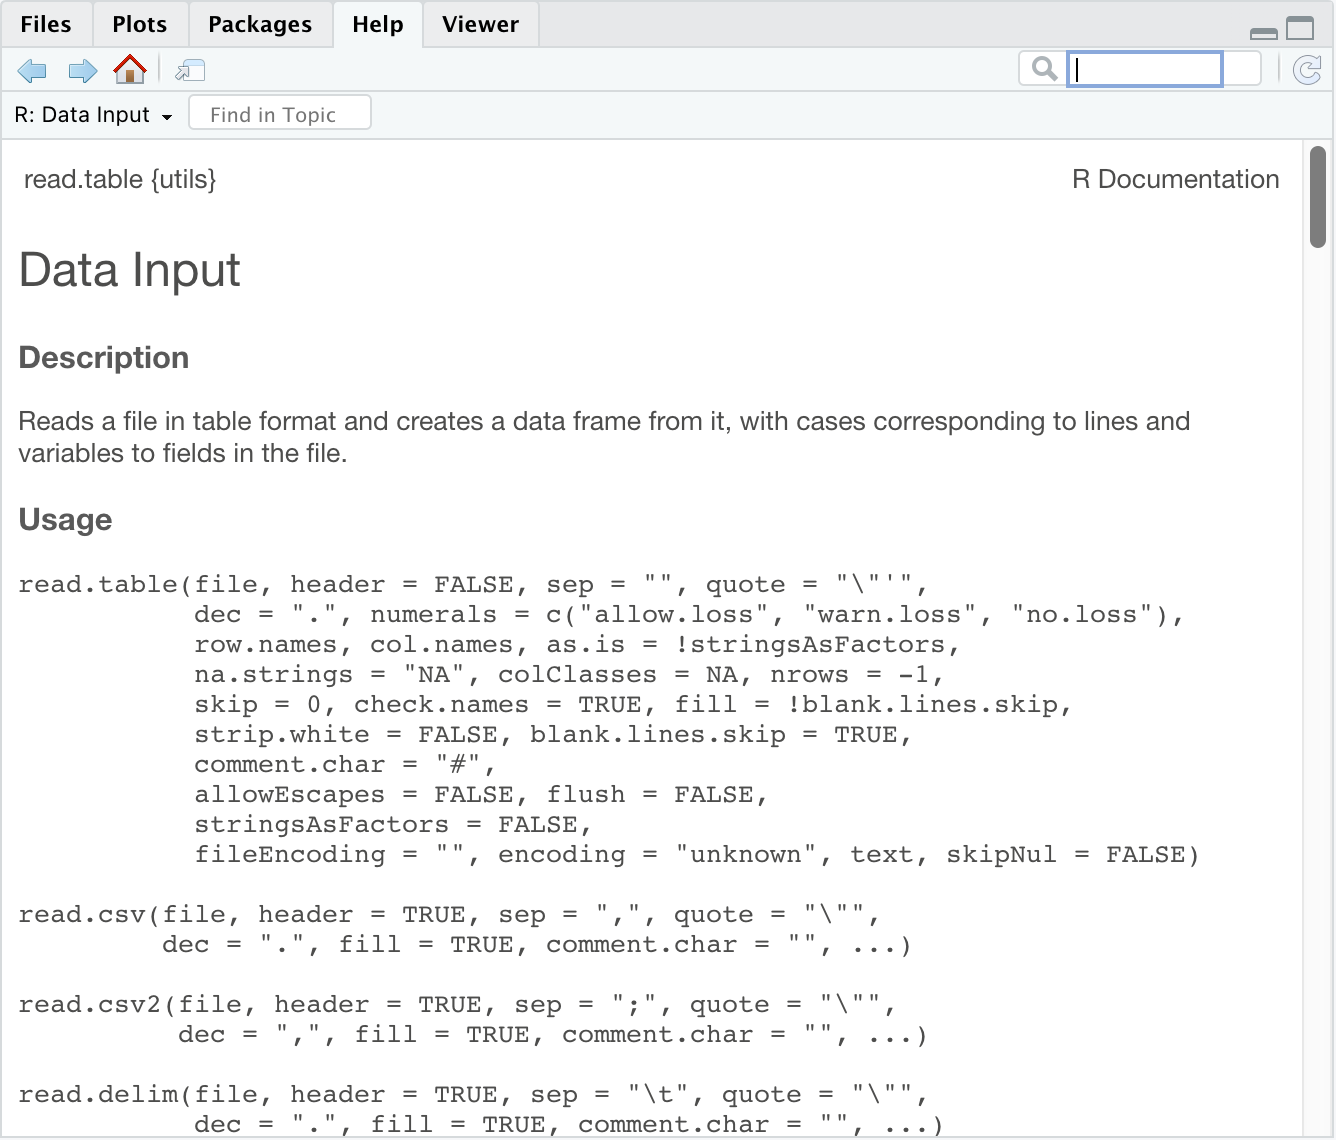 Files Plots Packages Help Viewer
R: Data Input Find in Topic
read.table {utils} R Documentation
Data Input
Description
Reads a file in table format and creates a data frame from it, with cases corresponding to lines and
variables to fields in the file.
Usage
read.table(file, header = FALSE, sep = "", quote = "\"'",
           dec = ".", numerals = c("allow.loss", "warn.loss", "no.loss"),
           row.names, col.names, as.is = !stringsAsFactors,
           na.strings = "NA", colClasses = NA, nrows = -1,
           skip = 0, check.names = TRUE, fill = !blank.lines.skip,
           strip.white = FALSE, blank.lines.skip = TRUE,
           comment.char = "#",
           allowEscapes = FALSE, flush = FALSE,
           stringsAsFactors = FALSE,
           fileEncoding = "", encoding = "unknown", text, skipNul = FALSE)
read.csv(file, header = TRUE, sep = ",", quote = "\"",
         dec = ".", fill = TRUE, comment.char = "", ...)
read.csv2(file, header = TRUE, sep = ";", quote = "\"",
          dec = ",", fill = TRUE, comment.char = "", ...)
read.delim(file, header = TRUE, sep = "\t", quote = "\"",
           dec = ".", fill = TRUE, comment.char = "", ...)